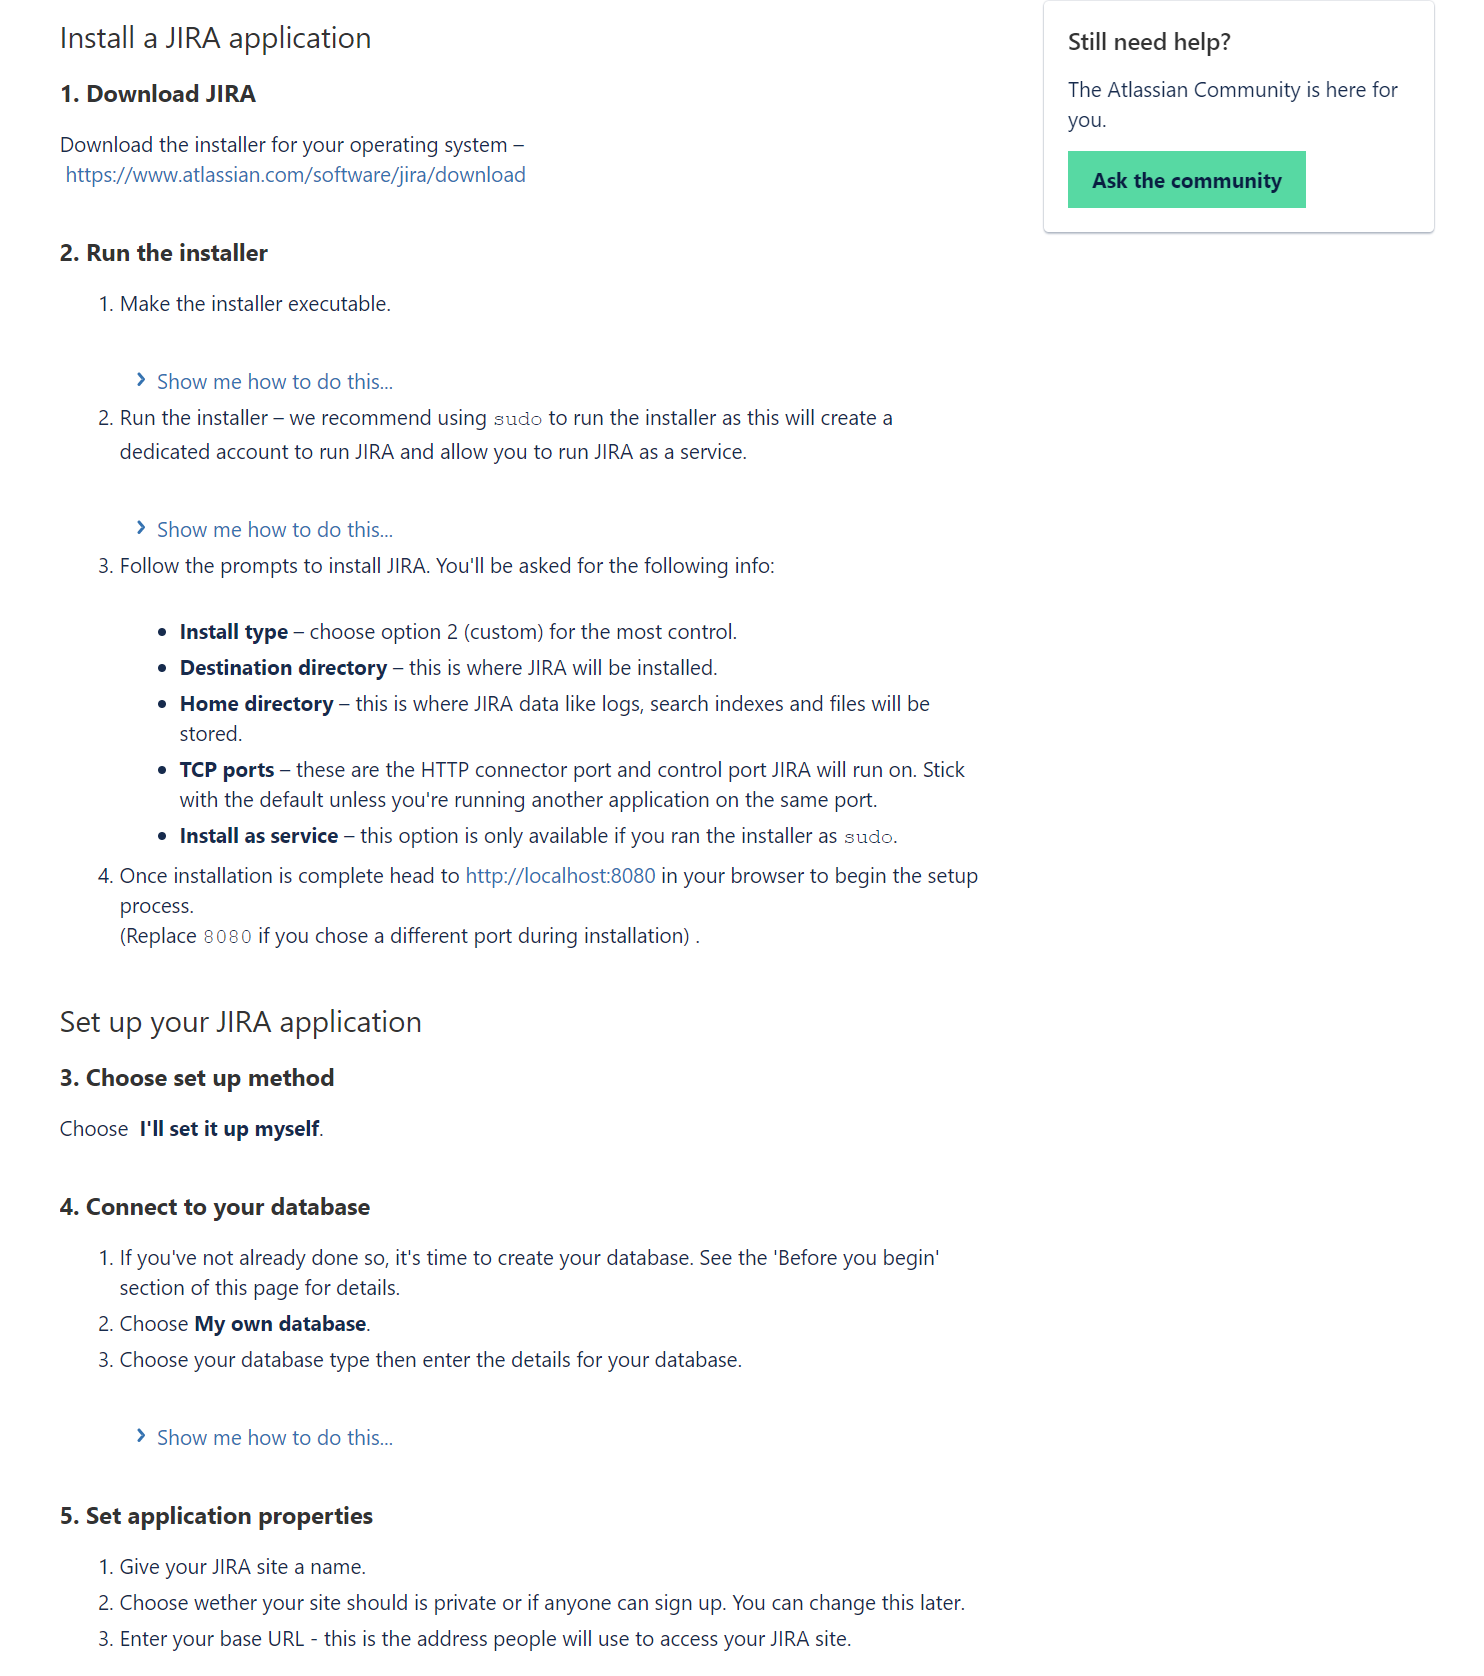 Install a JIRA application
1. Download JIRA
Download the installer for your operating system –
https://www.atlassian.com/software/jira/download
2. Run the installer
1. Make the installer executable.
Show me how to do this...
2. Run the installer – we recommend using sudo to run the installer as this will create a
dedicated account to run JIRA and allow you to run JIRA as a service.
Show me how to do this...
3. Follow the prompts to install JIRA. You'll be asked for the following info:
• Install type – choose option 2 (custom) for the most control.
• Destination directory – this is where JIRA will be installed.
• Home directory – this is where JIRA data like logs, search indexes and files will be
stored.
• TCP ports – these are the HTTP connector port and control port JIRA will run on. Stick
with the default unless you're running another application on the same port.
• Install as service – this option is only available if you ran the installer as sudo.
4. Once installation is complete head to http://localhost:8080 in your browser to begin the setup
process.
(Replace 8080 if you chose a different port during installation) .
Set up your JIRA application
3. Choose set up method
Choose I'll set it up myself.
4. Connect to your database
1. If you've not already done so, it's time to create your database. See the 'Before you begin'
section of this page for details.
2. Choose My own database.
3. Choose your database type then enter the details for your database.
Show me how to do this...
5. Set application properties
1. Give your JIRA site a name.
2. Choose wether your site should is private or if anyone can sign up. You can change this later.
3. Enter your base URL - this is the address people will use to access your JIRA site.
Still need help?
The Atlassian Community is here for
you.
Ask the community